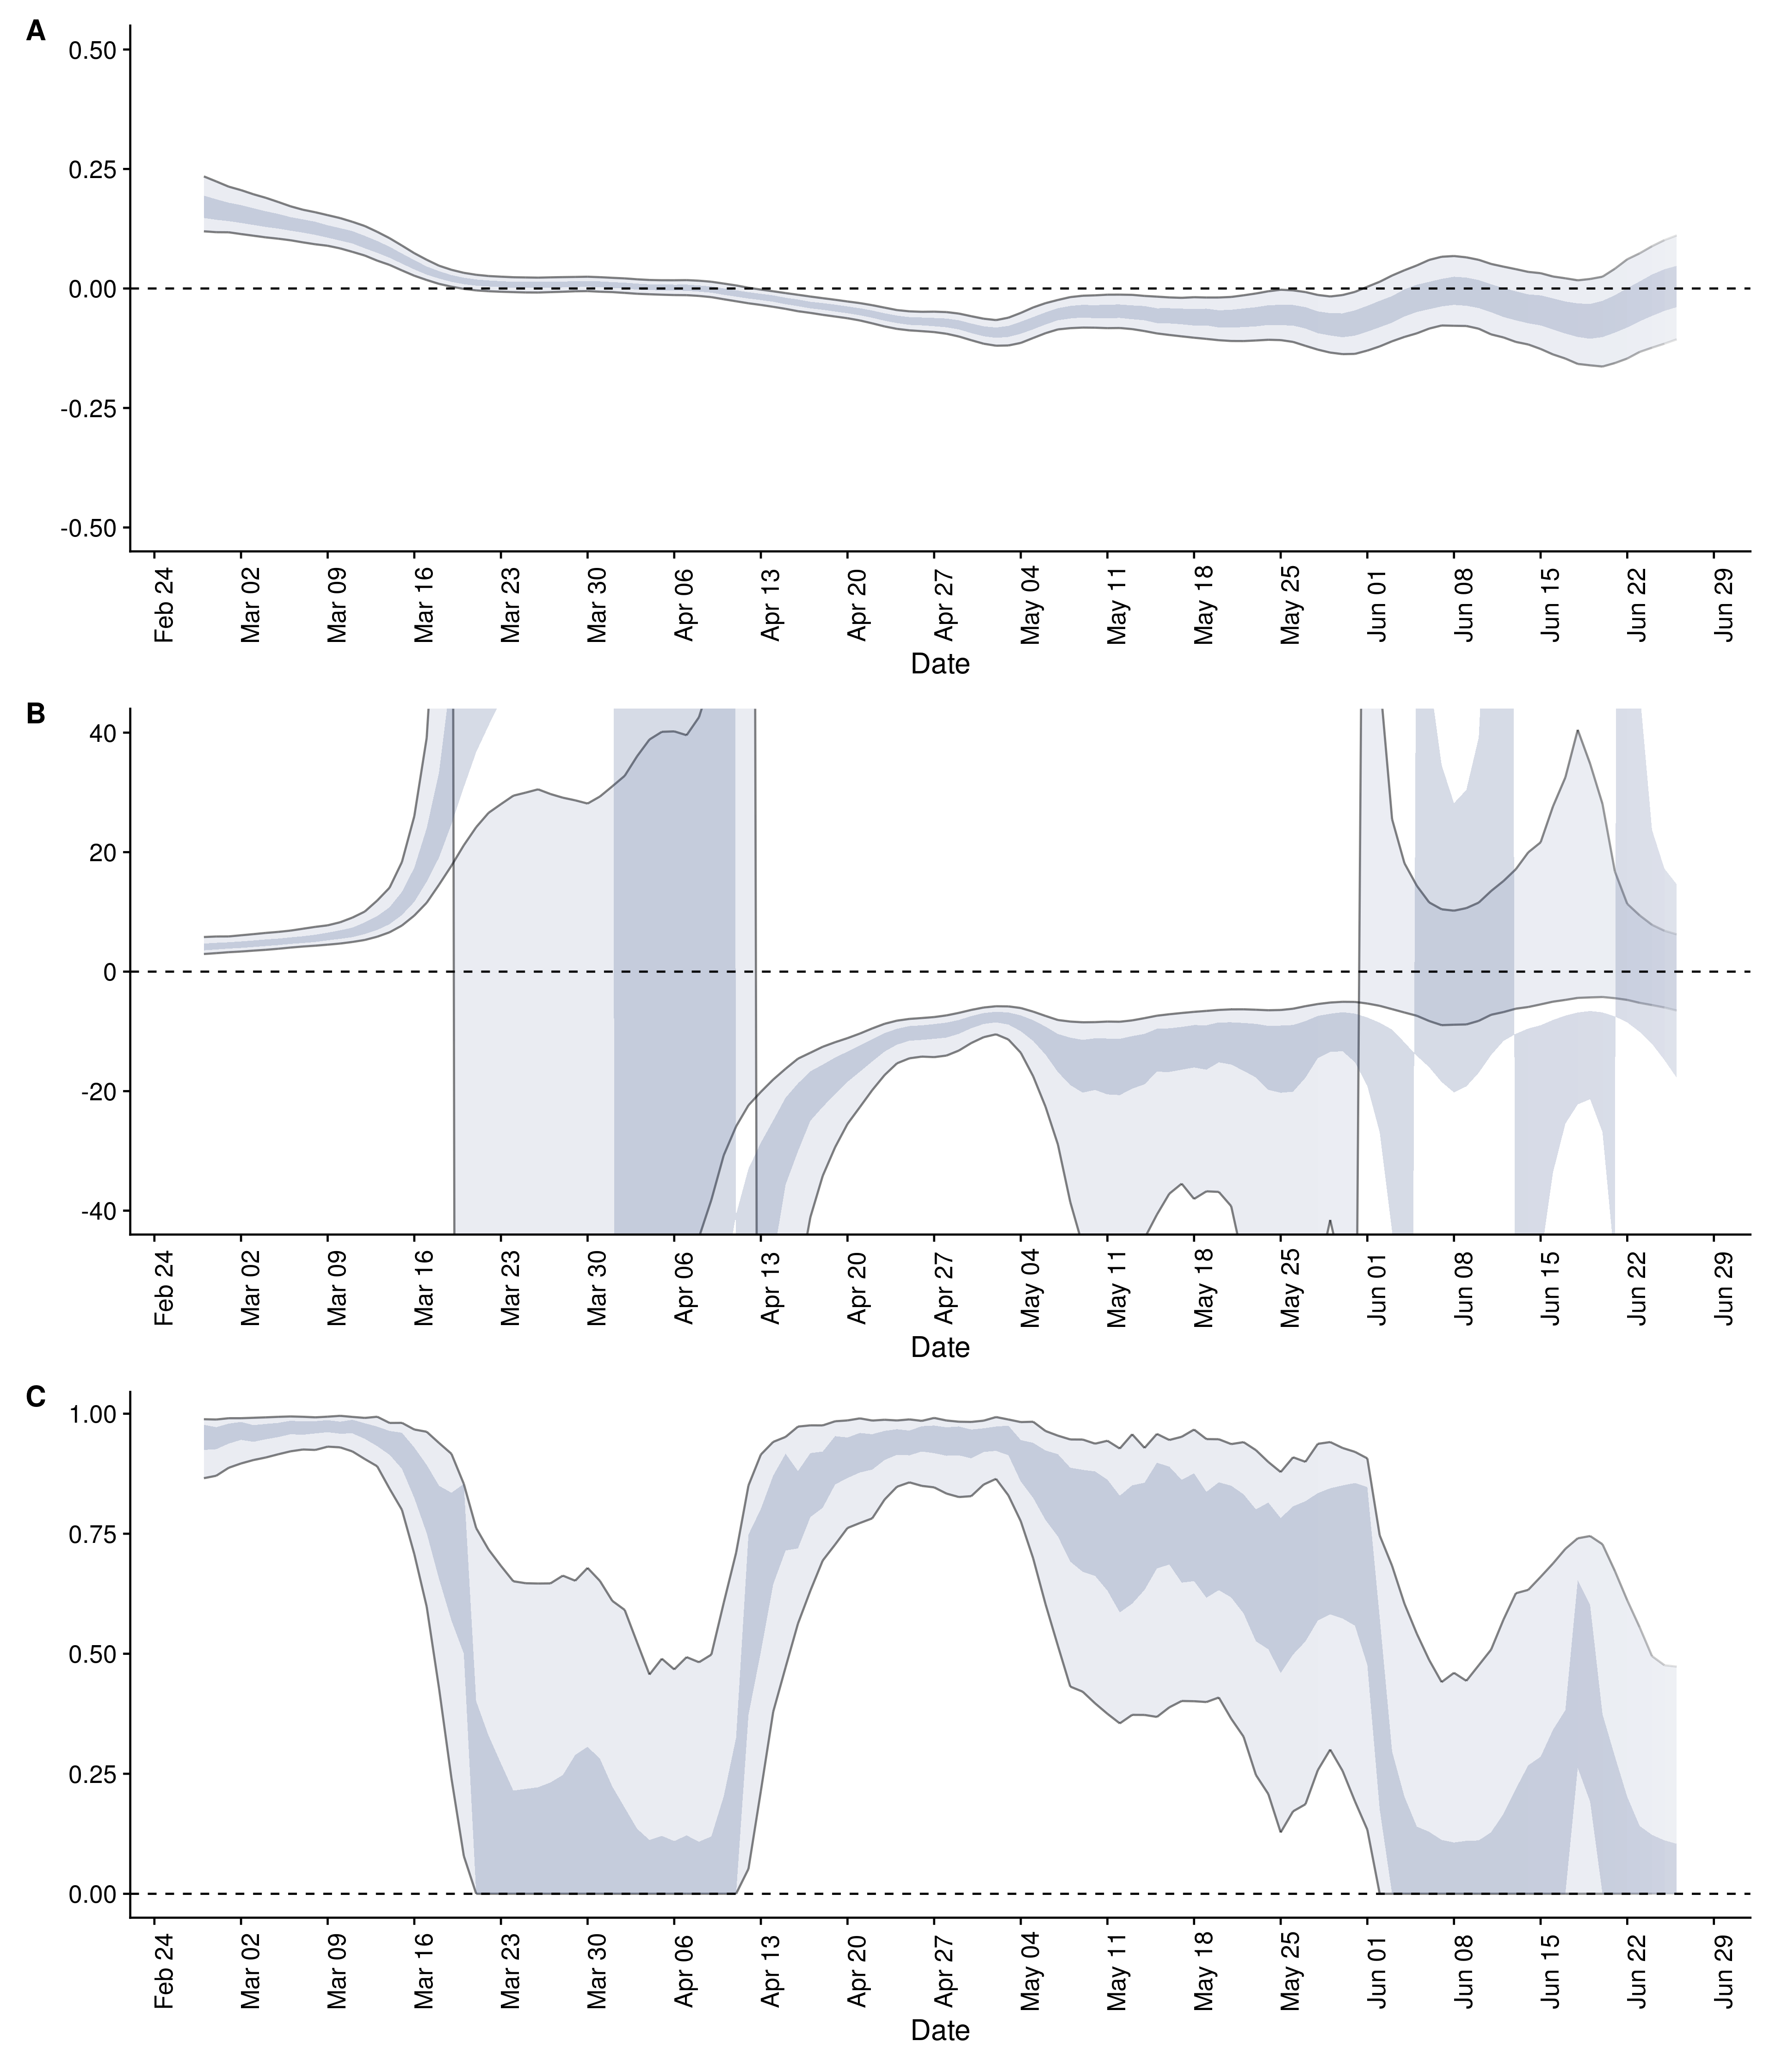 A
0.50
0.25
0.00
-0.25
-0.50
Feb 24
Mar 02
Mar 09
Mar 16
Mar 23
Mar 30
Apr 06
Apr 13
Apr 20
Apr 27
May 04
May 11
May 18
May 25
Jun 01
Jun 08
Jun 15
Jun 22
Jun 29
Date
B
40
20
0
-20
-40
Feb 24
Mar 02
Mar 09
Mar 16
Mar 23
Mar 30
Apr 06
Apr 13
Apr 20
Apr 27
May 04
May 11
May 18
May 25
Jun 01
Jun 08
Jun 15
Jun 22
Jun 29
Date
C
1.00
0.75
0.50
0.25
0.00
Feb 24
Mar 02
Mar 09
Mar 16
Mar 23
Mar 30
Apr 06
Apr 13
Apr 20
Apr 27
May 04
May 11
May 18
May 25
Jun 01
Jun 08
Jun 15
Jun 22
Jun 29
Date